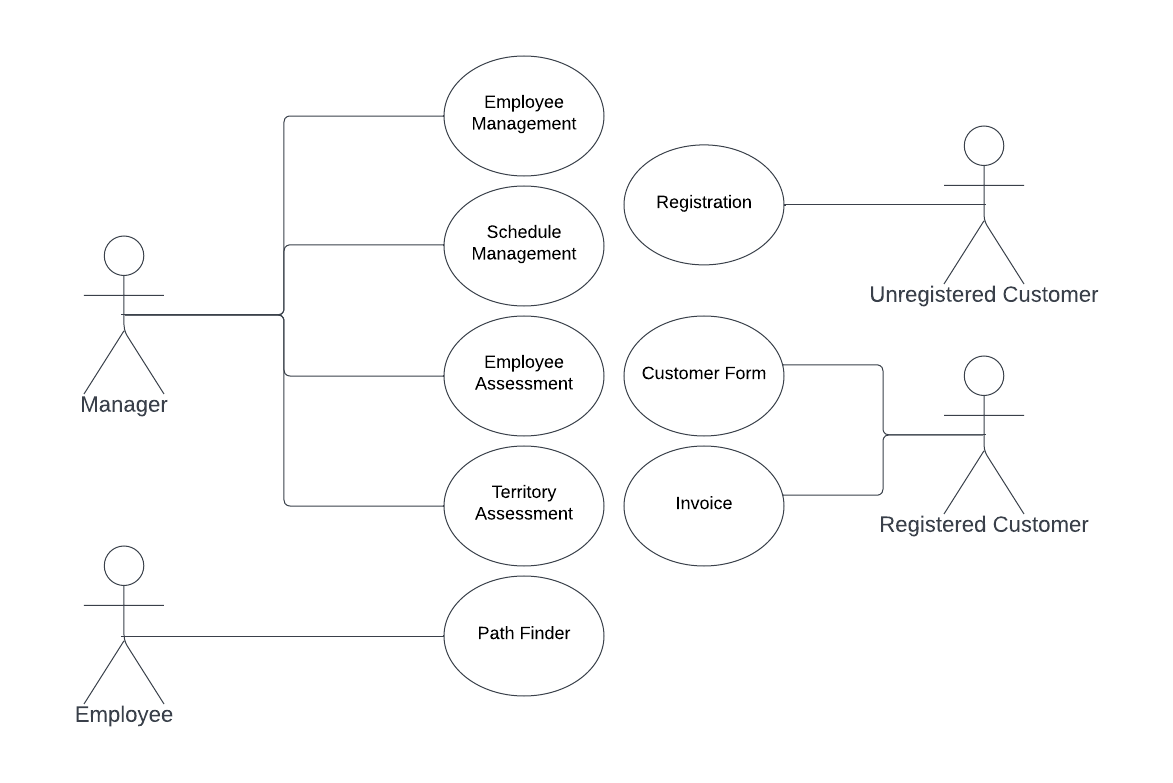 Employee
Management
Registration
Schedule
Management
Unregistered Customer
Employee
Assessment
Customer Form
Manager
Territory
Assessment
Invoice
Registered Customer
Path Finder
Employee